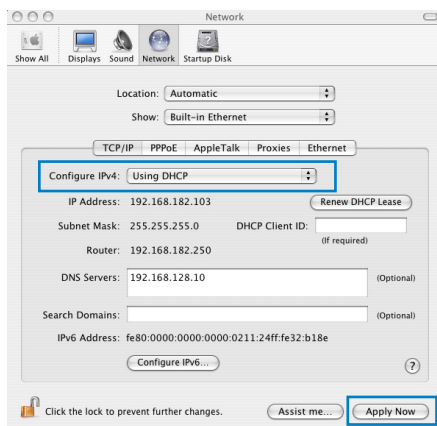 Network
Show All Displays Sound Network Startup Disk
Location: Automatic
Show: Built-in Ethernet
TCP/IP PPPoE AppleTalk Proxies Ethernet
Configure IPv4: Using DHCP
IP Address: 192.168.182.103 Renew DHCP Lease
Subnet Mask: 255.255.255.0 DHCP Client ID:
(If required)
Router: 192.168.182.250
DNS Servers: 192.168.128.10 (Optional)
Search Domains: (Optional)
IPv6 Address: fe80:0000:0000:0000:0211:24ff:fe32:b18e
Configure IPv6... ?
Click the lock to prevent further changes. Assist me... Apply Now